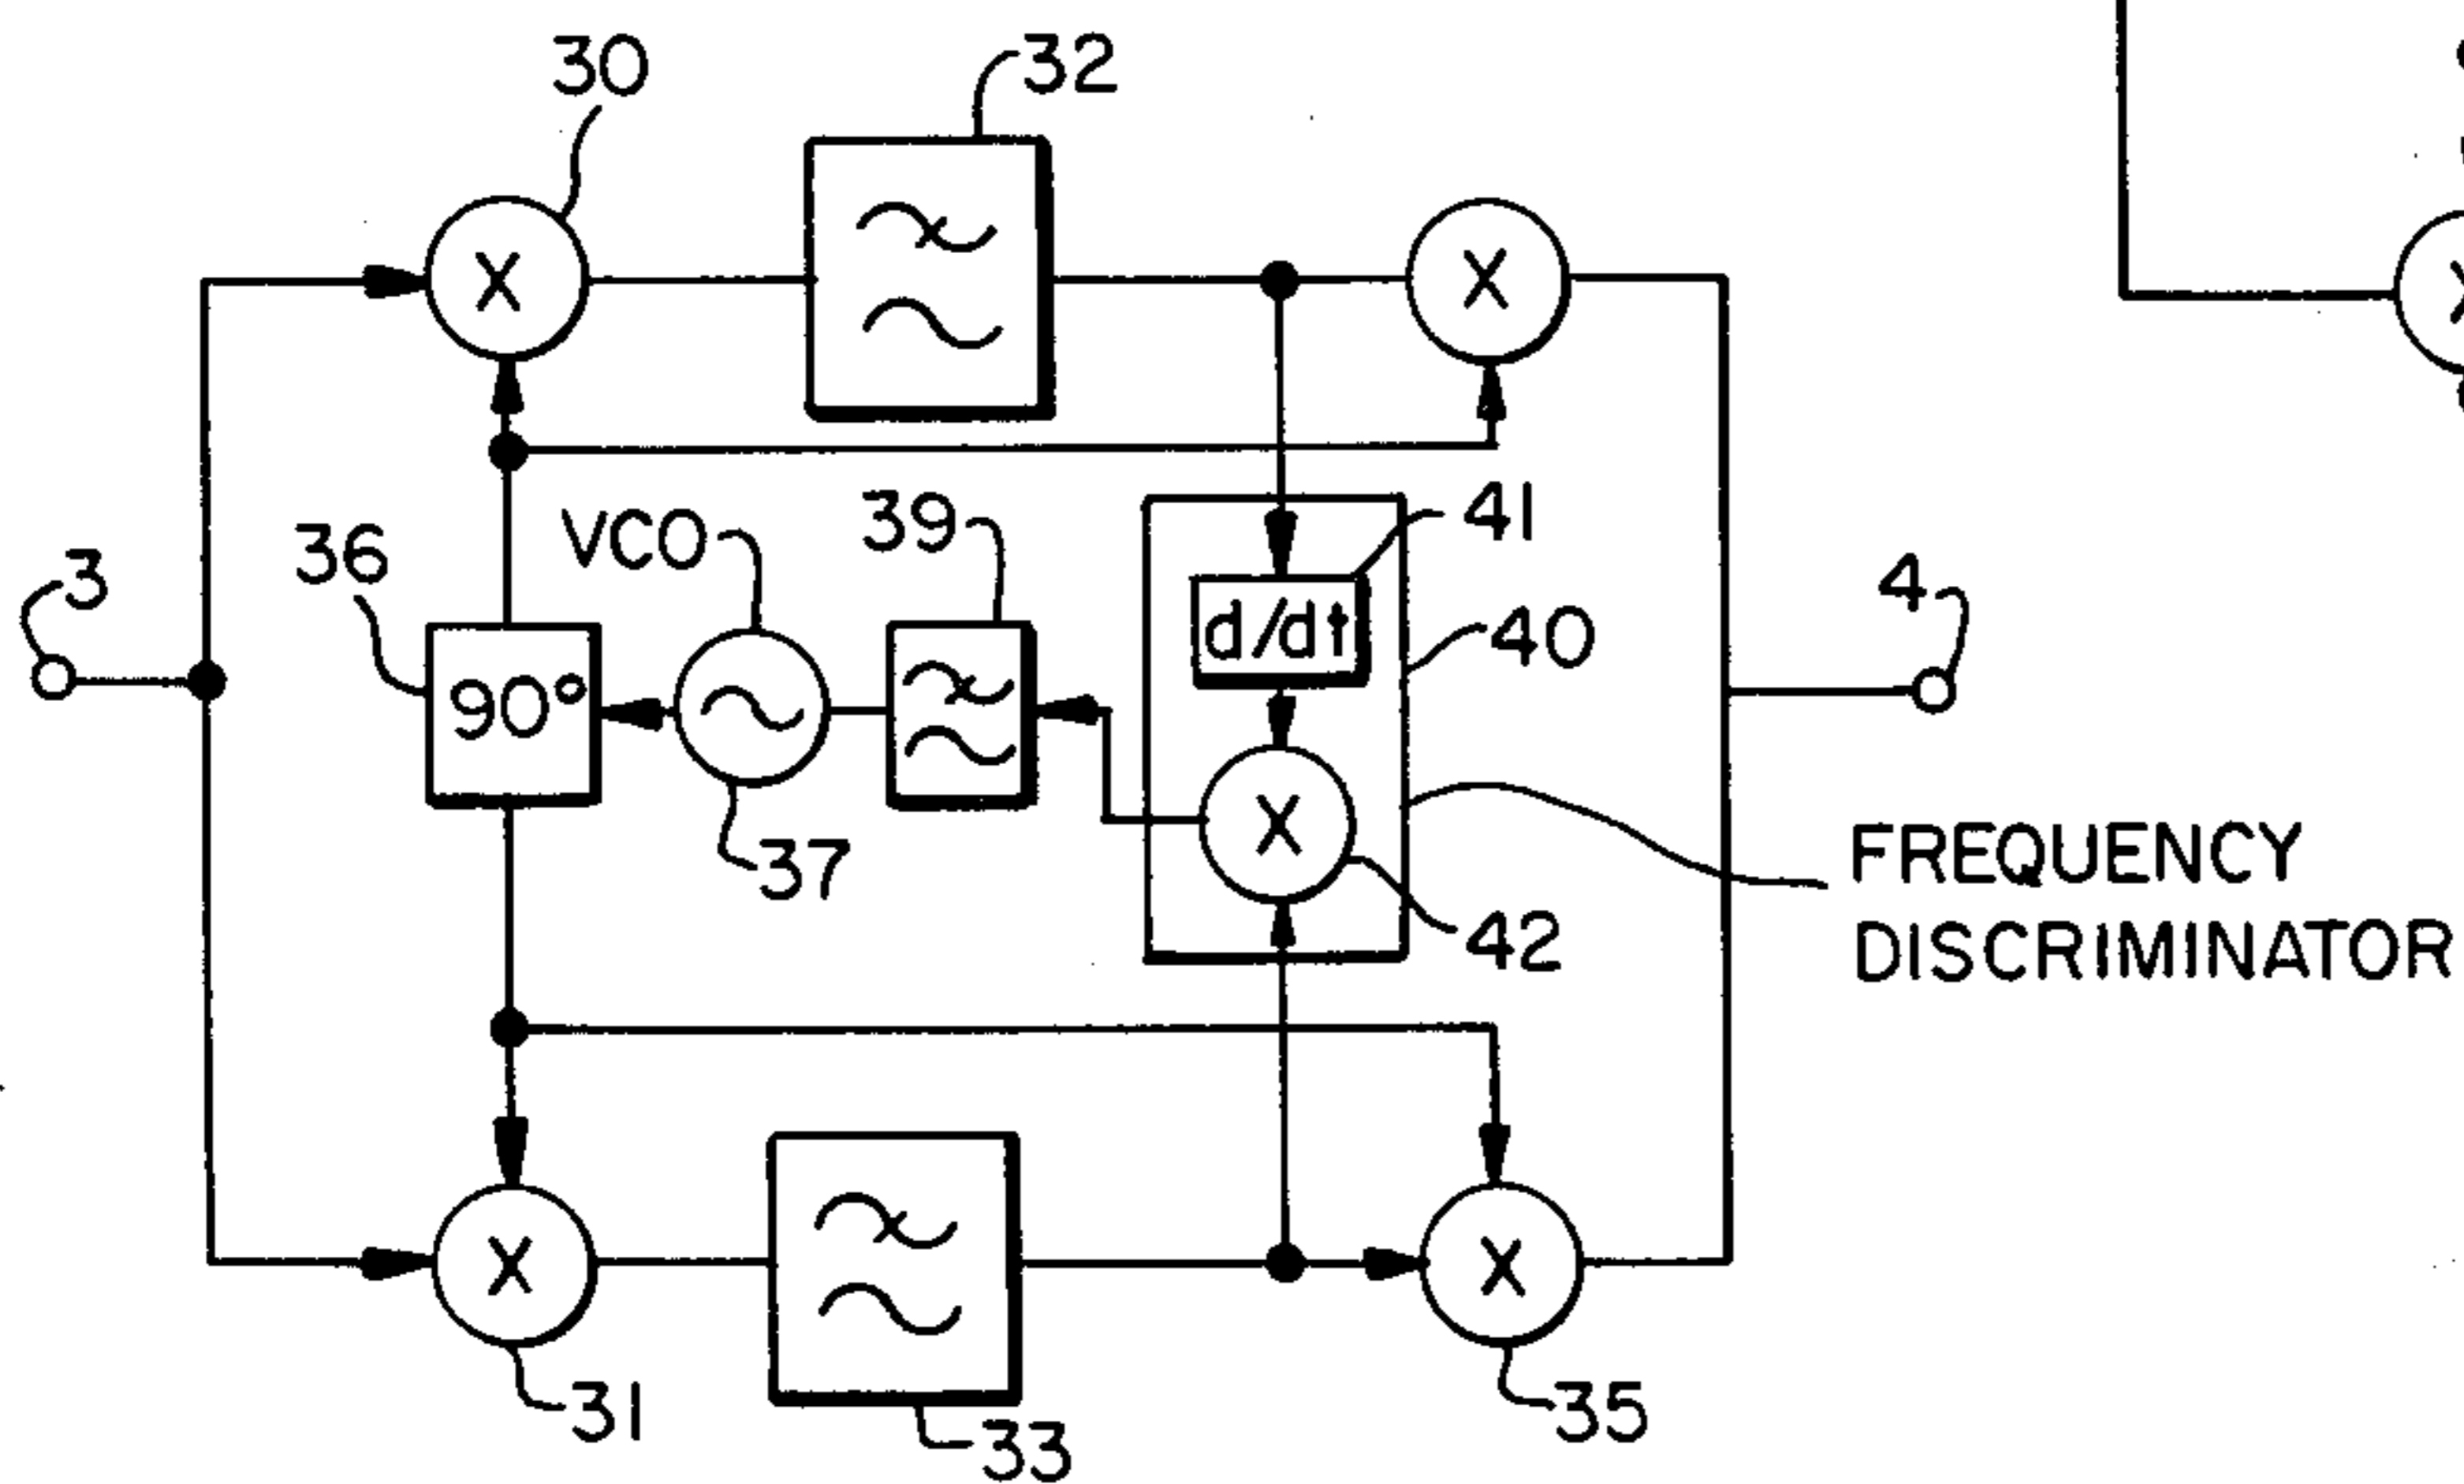 30
32
X
X
VCO
39
41
36
3
d/dt
40
4
90°
X
37
FREQUENCY
42
DISCRIMINATOR
X
X
31
35
33